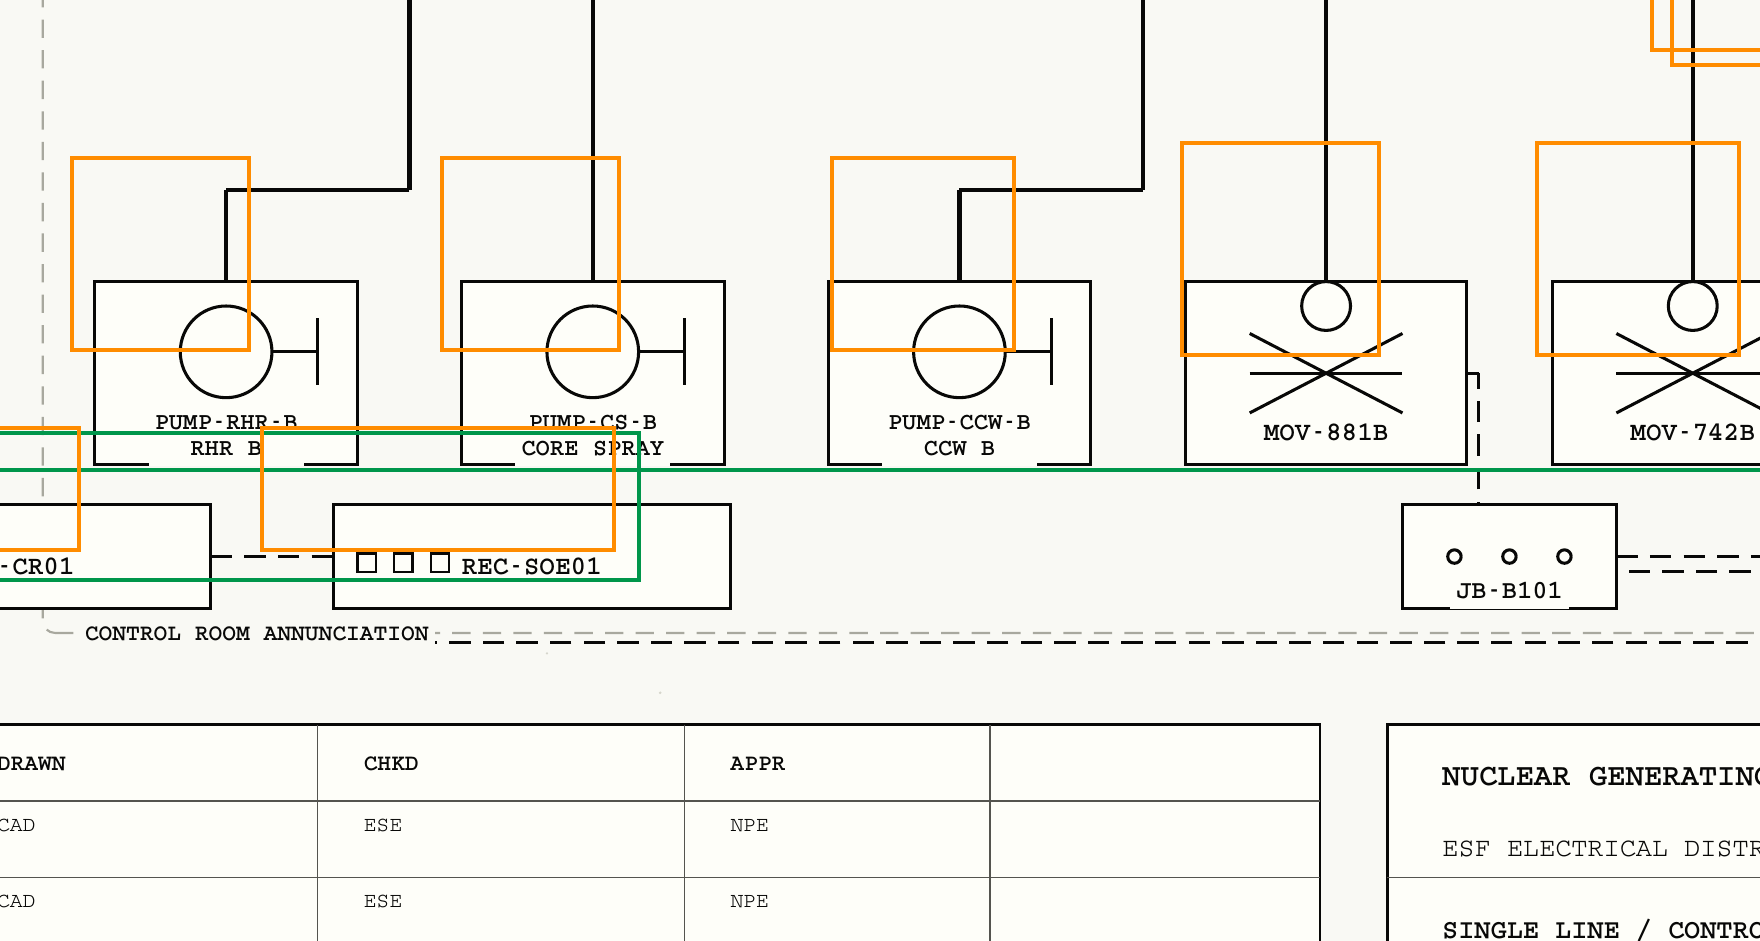 PUMP-RHR-B
RHR B
PUMP-CS-B
CORE SPRAY
PUMP-CCW-B
CCW B
MOV-881B
MOV-742B
-CR01
REC-SOE01
JB-B101
CONTROL ROOM ANNUNCIATION
DRAWN CHKD APPR
CAD ESE NPE
CAD ESE NPE
NUCLEAR GENERATING
ESF ELECTRICAL DISTR
SINGLE LINE / CONTRO